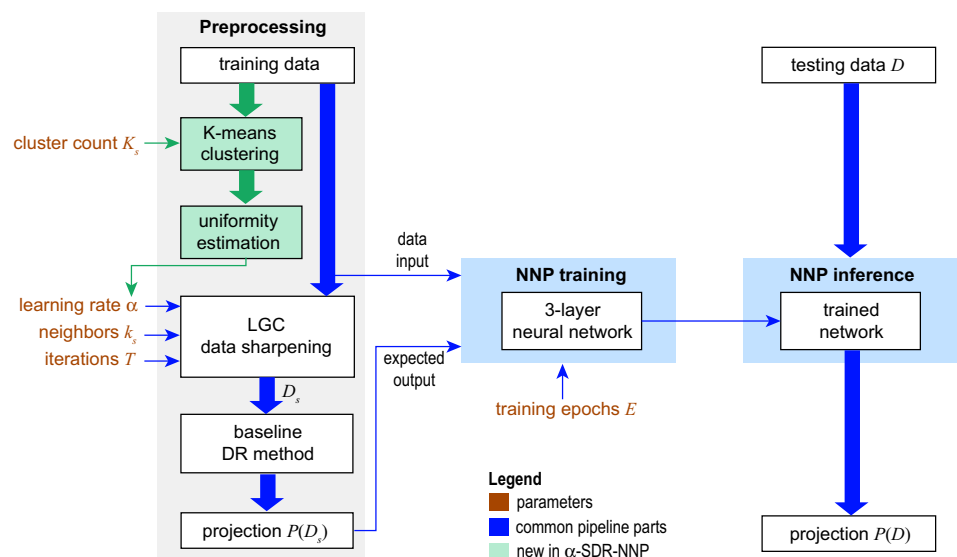 Preprocessing
training data
testing data D
K-means
clustering
cluster count Kₛ
uniformity
estimation
data
input
NNP training
NNP inference
learning rate α
neighbors kₛ
iterations T
LGC
data sharpening
3-layer
neural network
trained
network
expected
output
Dₛ
training epochs E
baseline
DR method
projection P(Dₛ)
projection P(D)
Legend
parameters
common pipeline parts
new in α-SDR-NNP